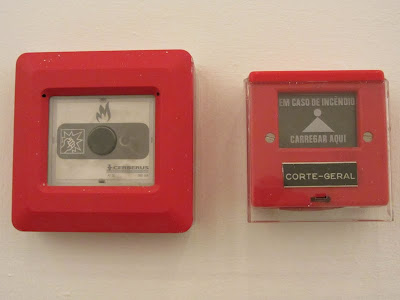 CERBERUS
EM CASO DE INCÊNDIO
CARREGAR AQUI
CORTE-GERAL